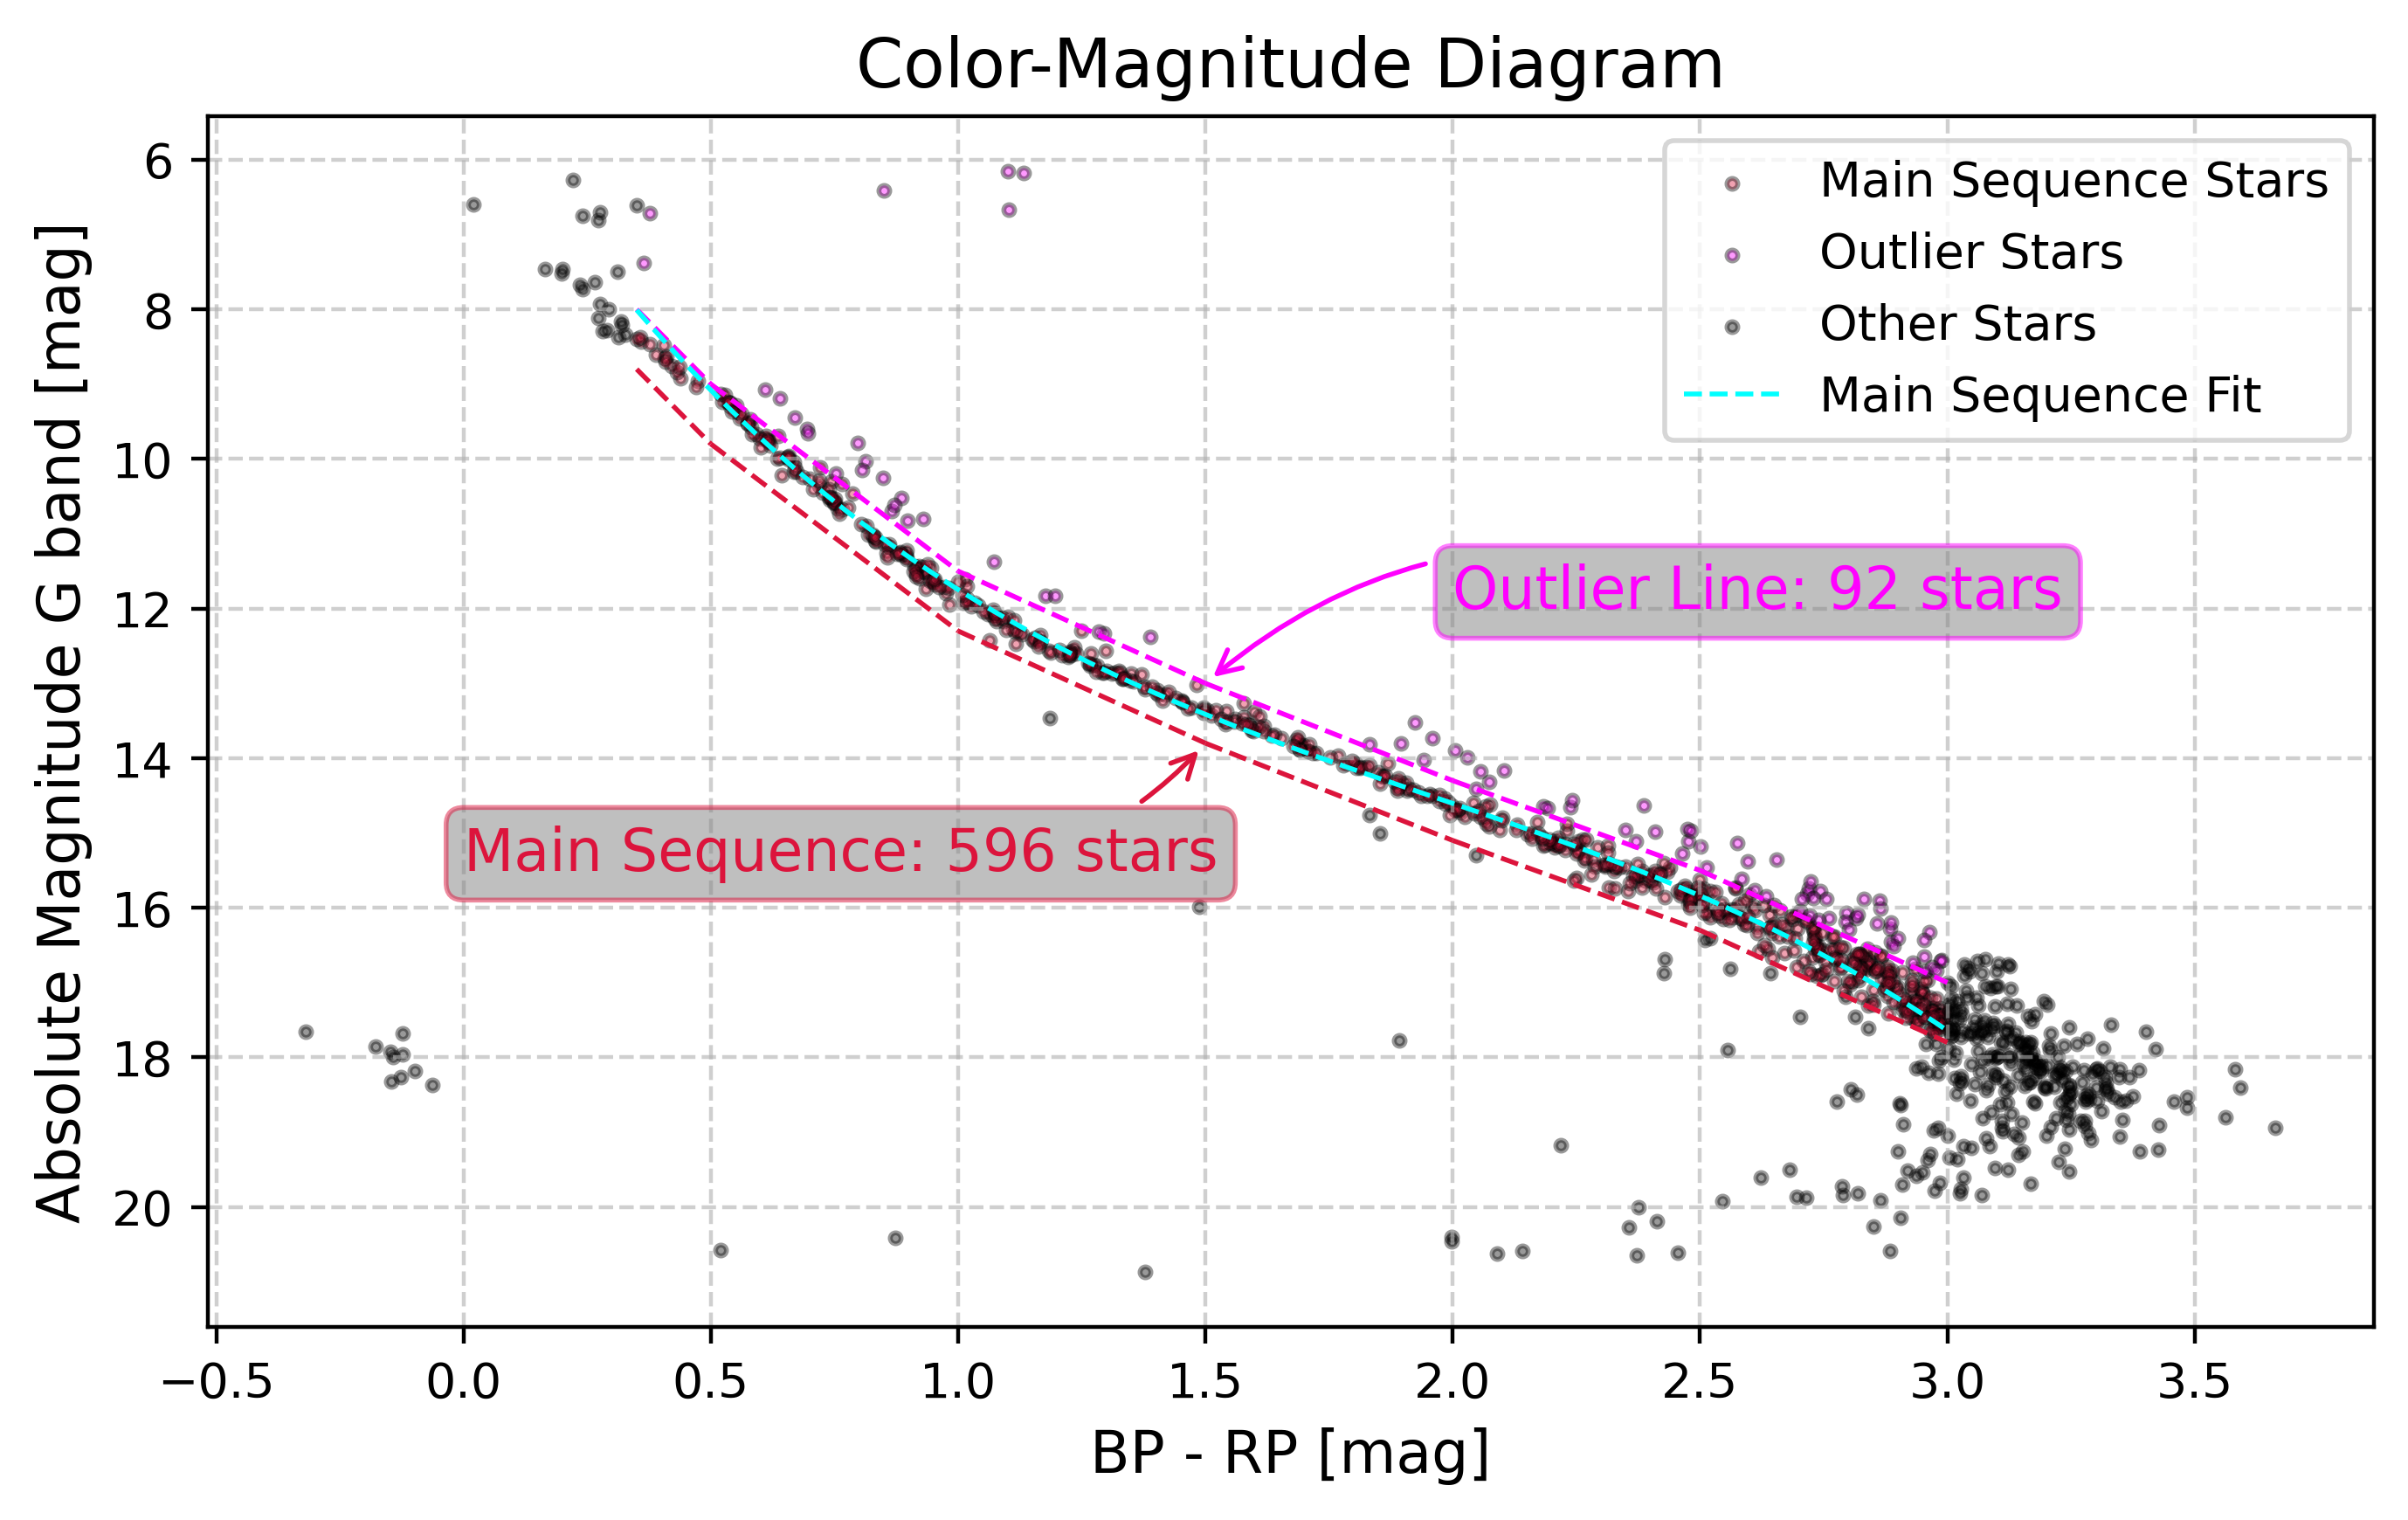 Color-Magnitude Diagram
Main Sequence Stars
Outlier Stars
Other Stars
Main Sequence Fit
Outlier Line: 92 stars
Main Sequence: 596 stars
Absolute Magnitude G band [mag]
6
8
10
12
14
16
18
20
−0.5 0.0 0.5 1.0 1.5 2.0 2.5 3.0 3.5
BP - RP [mag]